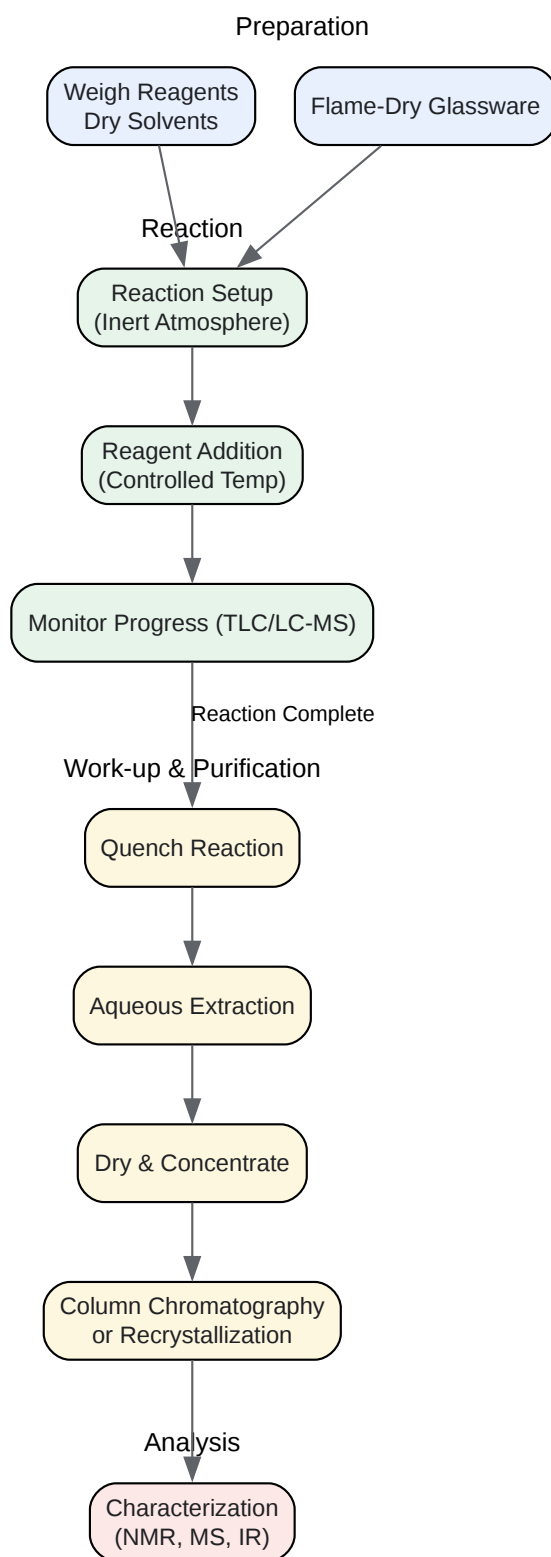 Preparation
Weigh Reagents
Dry Solvents
Flame-Dry Glassware
Reaction
Reaction Setup
(Inert Atmosphere)
Reagent Addition
(Controlled Temp)
Monitor Progress (TLC/LC-MS)
Reaction Complete
Work-up & Purification
Quench Reaction
Aqueous Extraction
Dry & Concentrate
Column Chromatography
or Recrystallization
Analysis
Characterization
(NMR, MS, IR)